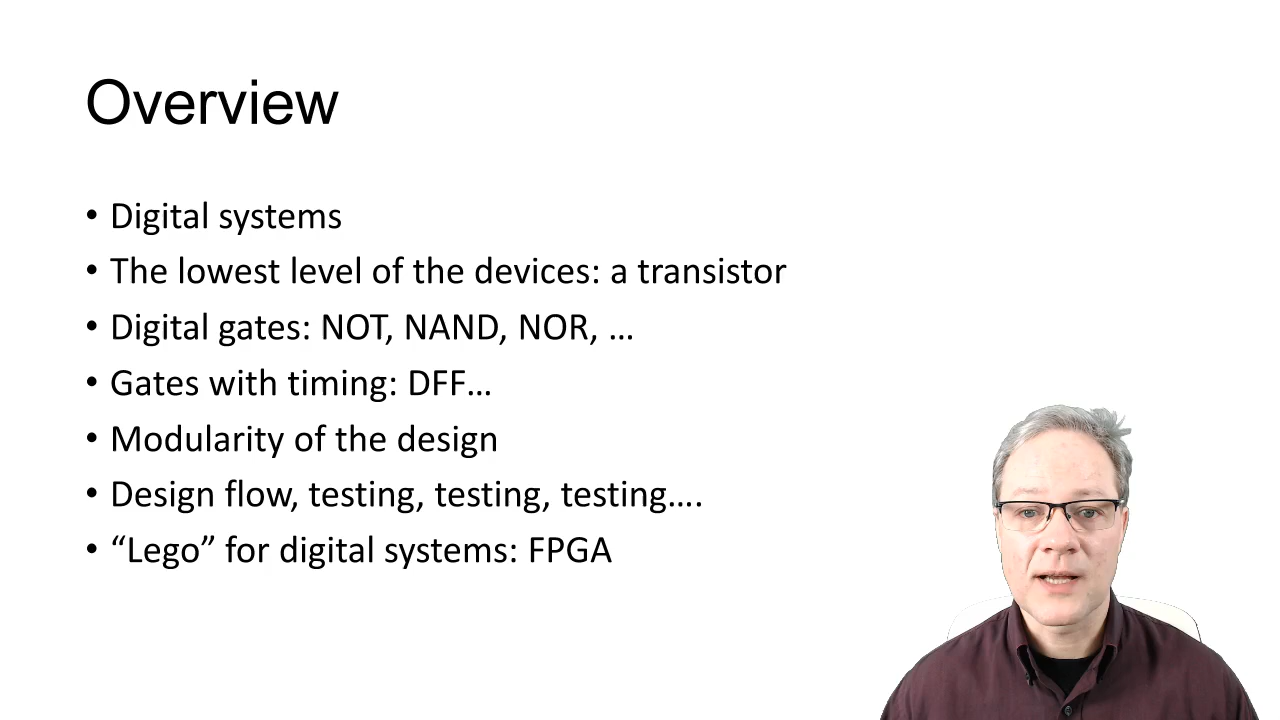 Overview
• Digital systems
• The lowest level of the devices: a transistor
• Digital gates: NOT, NAND, NOR, …
• Gates with timing: DFF…
• Modularity of the design
• Design flow, testing, testing, testing….
• “Lego” for digital systems: FPGA